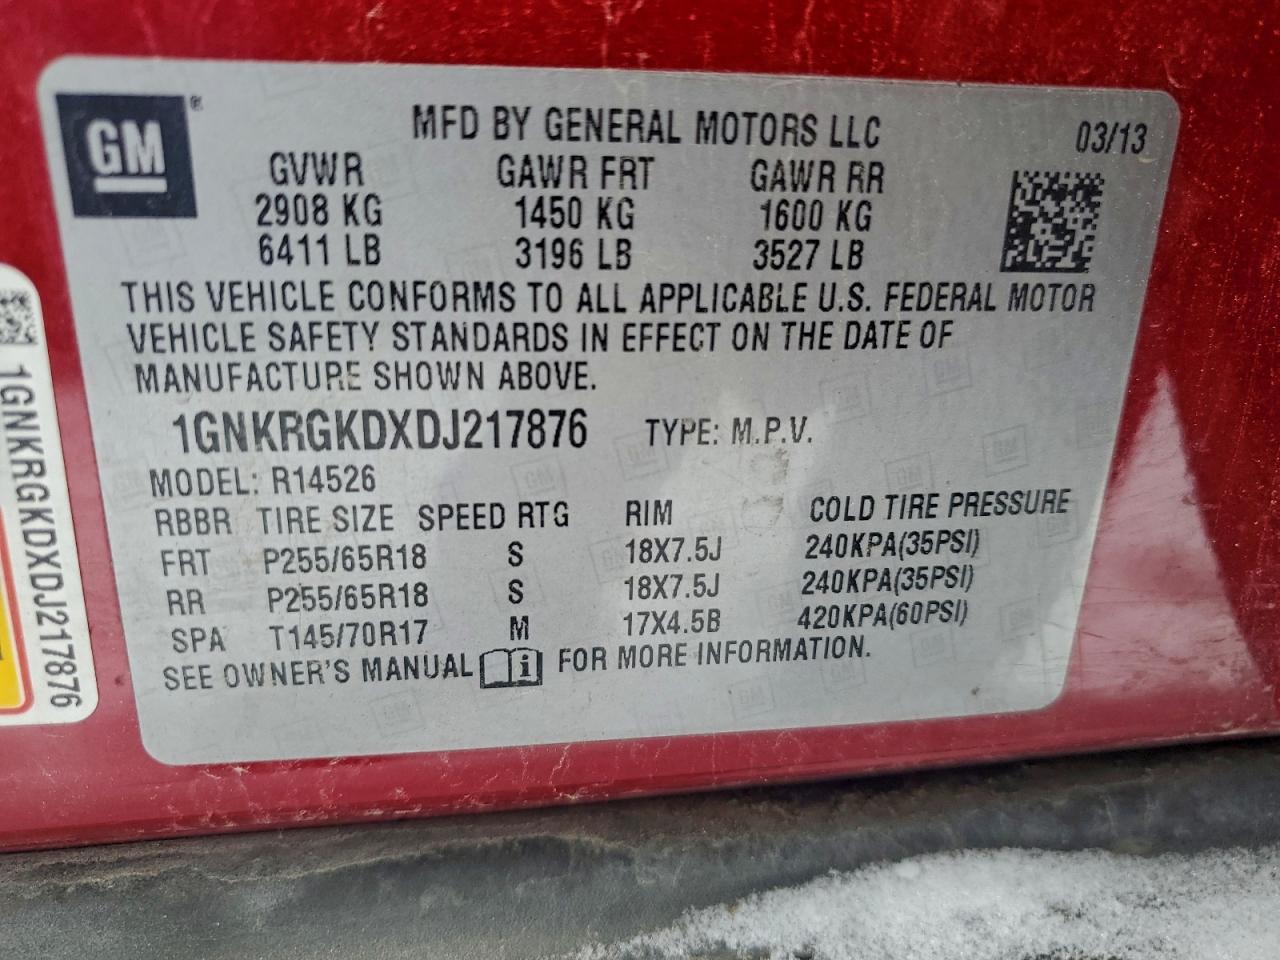 GM ®
MFD BY GENERAL MOTORS LLC 03/13
GVWR GAWR FRT GAWR RR
2908 KG 1450 KG 1600 KG
6411 LB 3196 LB 3527 LB
THIS VEHICLE CONFORMS TO ALL APPLICABLE U.S. FEDERAL MOTOR
VEHICLE SAFETY STANDARDS IN EFFECT ON THE DATE OF
MANUFACTURE SHOWN ABOVE.
1GNKRGKDXDJ217876 TYPE: M.P.V.
MODEL: R14526
RBBR TIRE SIZE SPEED RTG RIM COLD TIRE PRESSURE
FRT P255/65R18 S 18X7.5J 240KPA(35PSI)
RR P255/65R18 S 18X7.5J 240KPA(35PSI)
SPA T145/70R17 M 17X4.5B 420KPA(60PSI)
SEE OWNER'S MANUAL i FOR MORE INFORMATION.
1GNKRGKDXDJ217876